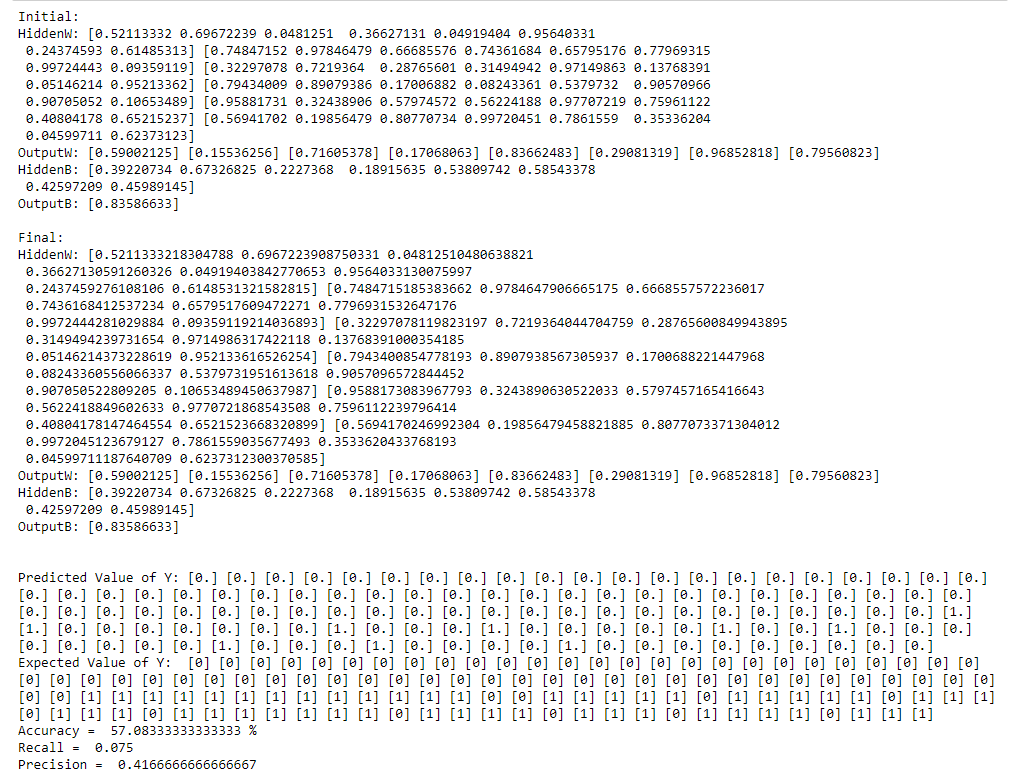 Initial:
HiddenW: [0.52113332 0.69672239 0.0481251  0.36627131 0.04919404 0.95640331
0.24374593 0.61485313] [0.74847152 0.97846479 0.66685576 0.74361684 0.65795176 0.77969315
0.99724443 0.09359119] [0.32297078 0.7219364  0.28765601 0.31494942 0.97149863 0.13768391
0.05146214 0.95213362] [0.79434009 0.89079386 0.17006882 0.08243361 0.5379732  0.90570966
0.90705052 0.10653489] [0.95881731 0.32438906 0.57974572 0.56224188 0.97707219 0.75961122
0.40804178 0.65215237] [0.56941702 0.19856479 0.80770734 0.99720451 0.7861559  0.35336204
0.04599711 0.62373123]
OutputW: [0.59002125] [0.15536256] [0.71605378] [0.17068063] [0.83662483] [0.29081319] [0.96852818] [0.79560823]
HiddenB: [0.39220734 0.67326825 0.2227368  0.18915635 0.53809742 0.58543378
0.42597209 0.45989145]
OutputB: [0.83586633]
Final:
HiddenW: [0.5211333218304788 0.6967223908750331 0.04812510480638821
0.36627130591260326 0.04919403842770653 0.9564033130075997
0.2437459276108106 0.6148531321582815] [0.7484715185383662 0.9784647906665175 0.6668557572236017
0.7436168412537234 0.6579517609472271 0.7796931532647176
0.9972444281029884 0.09359119214036893] [0.32297078119823197 0.7219364044704759 0.28765600849943895
0.3149494239731654 0.9714986317422118 0.13768391000354185
0.05146214373228619 0.952133616526254] [0.7943400854778193 0.8907938567305937 0.1700688221447968
0.08243360556066337 0.5379731951613618 0.9057096572844452
0.907050522809205 0.10653489450637987] [0.9588173083967793 0.3243890630522033 0.5797457165416643
0.5622418849602633 0.9770721868543508 0.7596112239796414
0.40804178147464554 0.6521523668320899] [0.5694170246992304 0.19856479458821885 0.8077073371304012
0.9972045123679127 0.7861559035677493 0.3533620433768193
0.04599711187640709 0.6237312300370585]
OutputW: [0.59002125] [0.15536256] [0.71605378] [0.17068063] [0.83662483] [0.29081319] [0.96852818] [0.79560823]
HiddenB: [0.39220734 0.67326825 0.2227368  0.18915635 0.53809742 0.58543378
0.42597209 0.45989145]
OutputB: [0.83586633]
Predicted Value of Y: [0.] [0.] [0.] [0.] [0.] [0.] [0.] [0.] [0.] [0.] [0.] [0.] [0.] [0.] [0.] [0.] [0.] [0.] [0.] [0.] [0.]
[0.] [0.] [0.] [0.] [0.] [0.] [0.] [0.] [0.] [0.] [0.] [0.] [0.] [0.] [0.] [0.] [0.] [0.] [0.] [0.] [0.] [0.] [0.] [0.] [0.]
[0.] [0.] [0.] [0.] [0.] [0.] [0.] [0.] [0.] [0.] [0.] [0.] [0.] [0.] [0.] [0.] [0.] [0.] [0.] [0.] [0.] [0.] [0.] [0.] [1.]
[1.] [0.] [0.] [0.] [0.] [0.] [0.] [0.] [1.] [0.] [0.] [0.] [1.] [0.] [0.] [0.] [0.] [0.] [1.] [0.] [0.] [1.] [0.] [0.] [0.]
[0.] [0.] [0.] [0.] [0.] [1.] [0.] [0.] [0.] [1.] [0.] [0.] [0.] [0.] [1.] [0.] [0.] [0.] [0.] [0.] [0.] [0.] [0.] [0.]
Expected Value of Y:  [0] [0] [0] [0] [0] [0] [0] [0] [0] [0] [0] [0] [0] [0] [0] [0] [0] [0] [0] [0] [0] [0] [0] [0] [0] [0]
[0] [0] [0] [0] [0] [0] [0] [0] [0] [0] [0] [0] [0] [0] [0] [0] [0] [0] [0] [0] [0] [0] [0] [0] [0] [0] [0] [0] [0] [0] [0] [0]
[0] [0] [1] [1] [1] [1] [1] [1] [1] [1] [1] [1] [1] [1] [1] [0] [0] [1] [1] [1] [1] [1] [0] [1] [1] [1] [1] [1] [0] [1] [1] [1]
[0] [1] [1] [1] [0] [1] [1] [1] [1] [1] [1] [1] [0] [1] [1] [1] [1] [0] [1] [1] [1] [0] [1] [1] [1] [1] [0] [1] [1] [1]
Accuracy =  57.08333333333333 %
Recall =  0.075
Precision =  0.4166666666666667